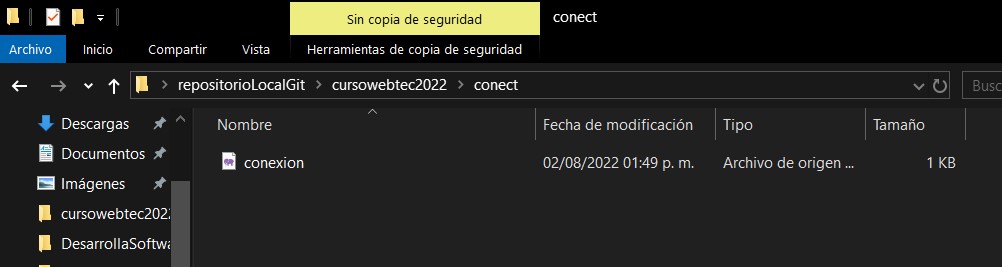 Sin copia de seguridad
conect
Archivo
Inicio
Compartir
Vista
Herramientas de copia de seguridad
repositorioLocalGit
cursowebtec2022
conect
Busc
Descargas
Documentos
Imágenes
cursowebtec202
DesarrollaSoftwa
Nombre
Fecha de modificación
Tipo
Tamaño
conexion
02/08/2022 01:49 p. m.
Archivo de origen ...
1 KB